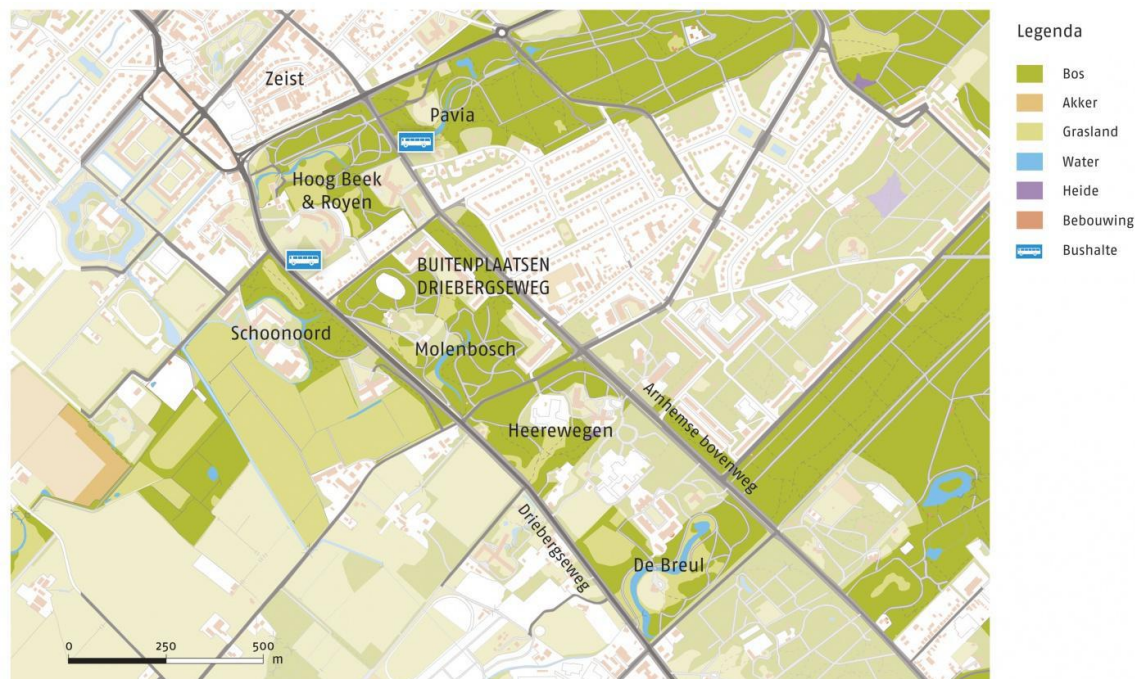 Zeist
Pavia
Hoog Beek
& Royen
BUITENPLAATSEN
DRIEBERGSEWEG
Schoonoord
Molenbosch
Arnhemse bovenweg
Heerewegen
Driebergseweg
De Breul
0 250 500
m
Legenda
Bos
Akker
Grasland
Water
Heide
Bebouwing
Bushalte